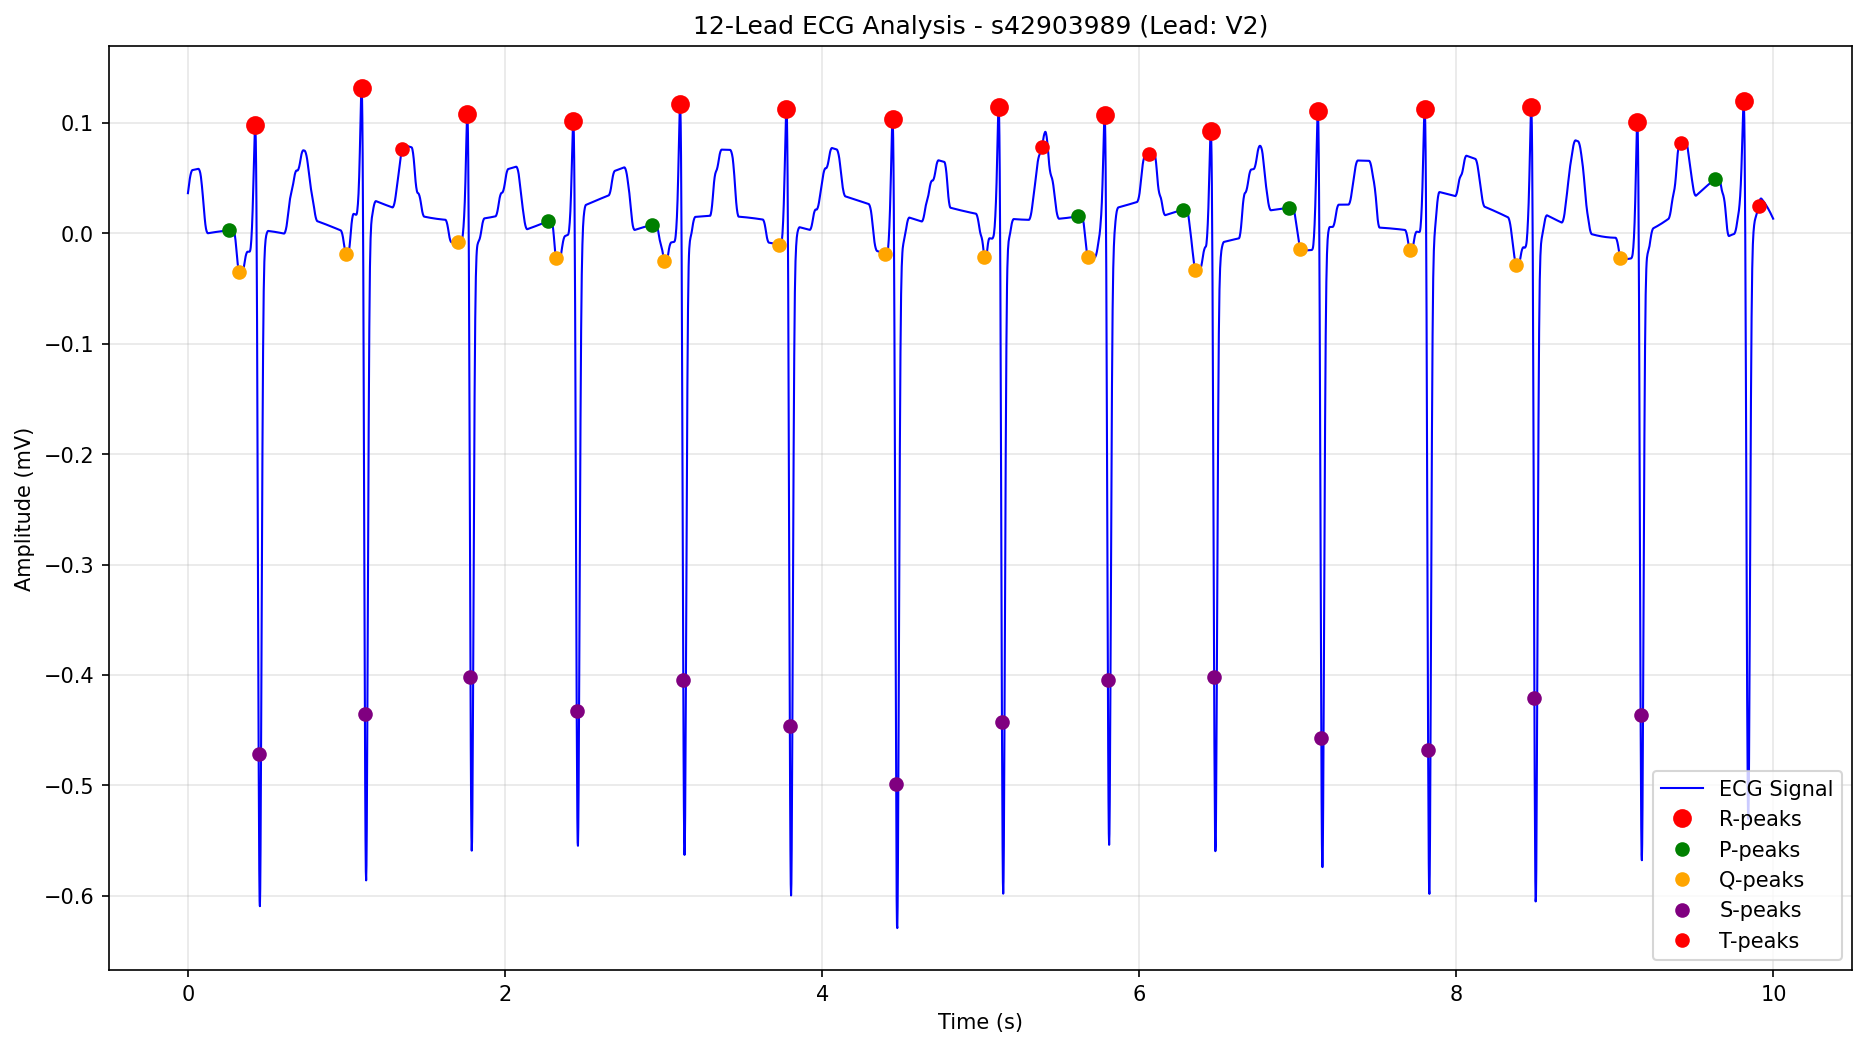 12-Lead ECG Analysis - s42903989 (Lead: V2)
Amplitude (mV)
0.1
0.0
−0.1
−0.2
−0.3
−0.4
−0.5
−0.6
ECG Signal
R-peaks
P-peaks
Q-peaks
S-peaks
T-peaks
0 2 4 6 8 10
Time (s)